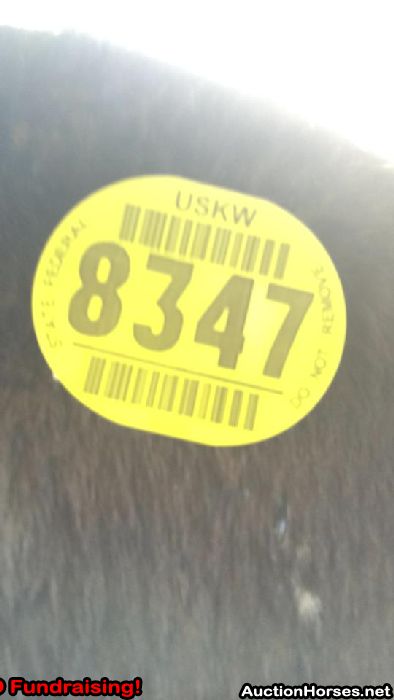 USKW
STATE FEDERAL
8347
DO NOT REMOVE
Fundraising!
AuctionHorses.net